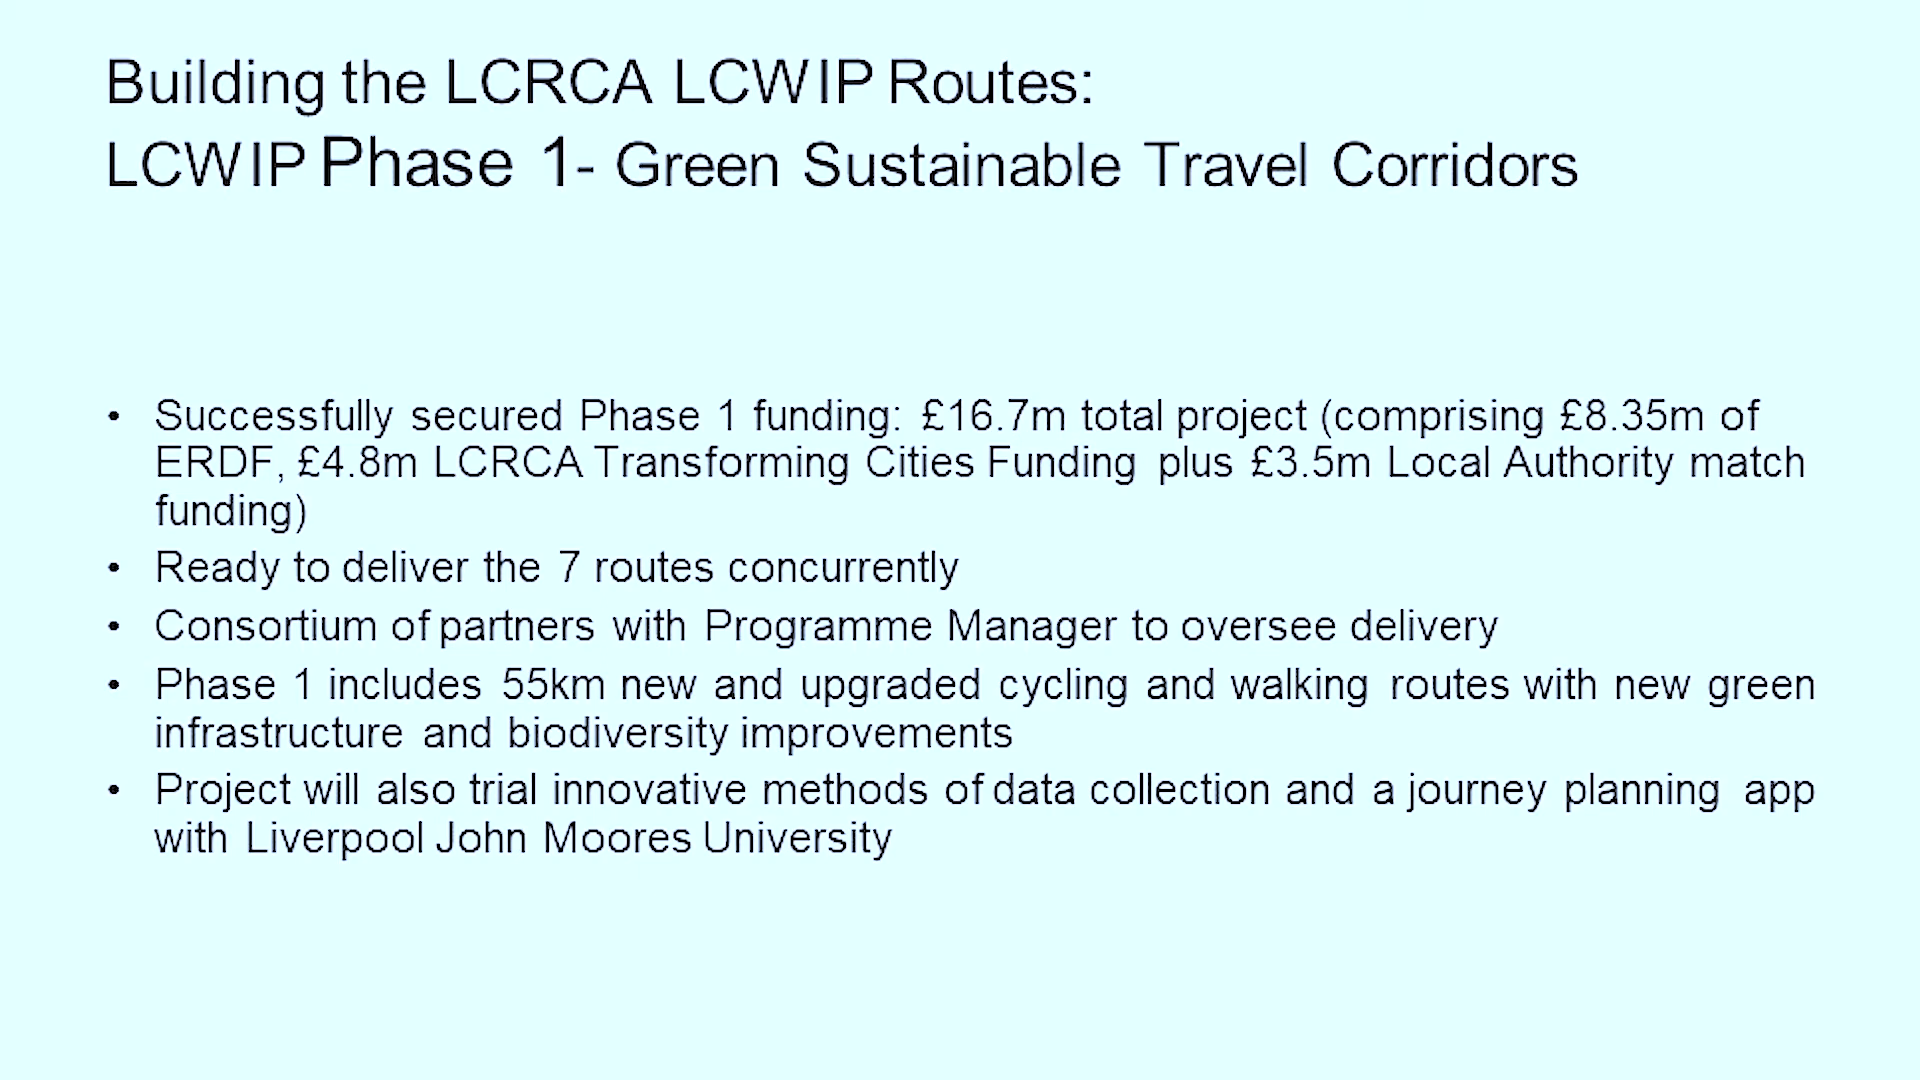 Building the LCRCA LCWIP Routes:
LCWIP Phase 1- Green Sustainable Travel Corridors
• Successfully secured Phase 1 funding: £16.7m total project (comprising £8.35m of
ERDF, £4.8m LCRCA Transforming Cities Funding plus £3.5m Local Authority match
funding)
• Ready to deliver the 7 routes concurrently
• Consortium of partners with Programme Manager to oversee delivery
• Phase 1 includes 55km new and upgraded cycling and walking routes with new green
infrastructure and biodiversity improvements
• Project will also trial innovative methods of data collection and a journey planning app
with Liverpool John Moores University